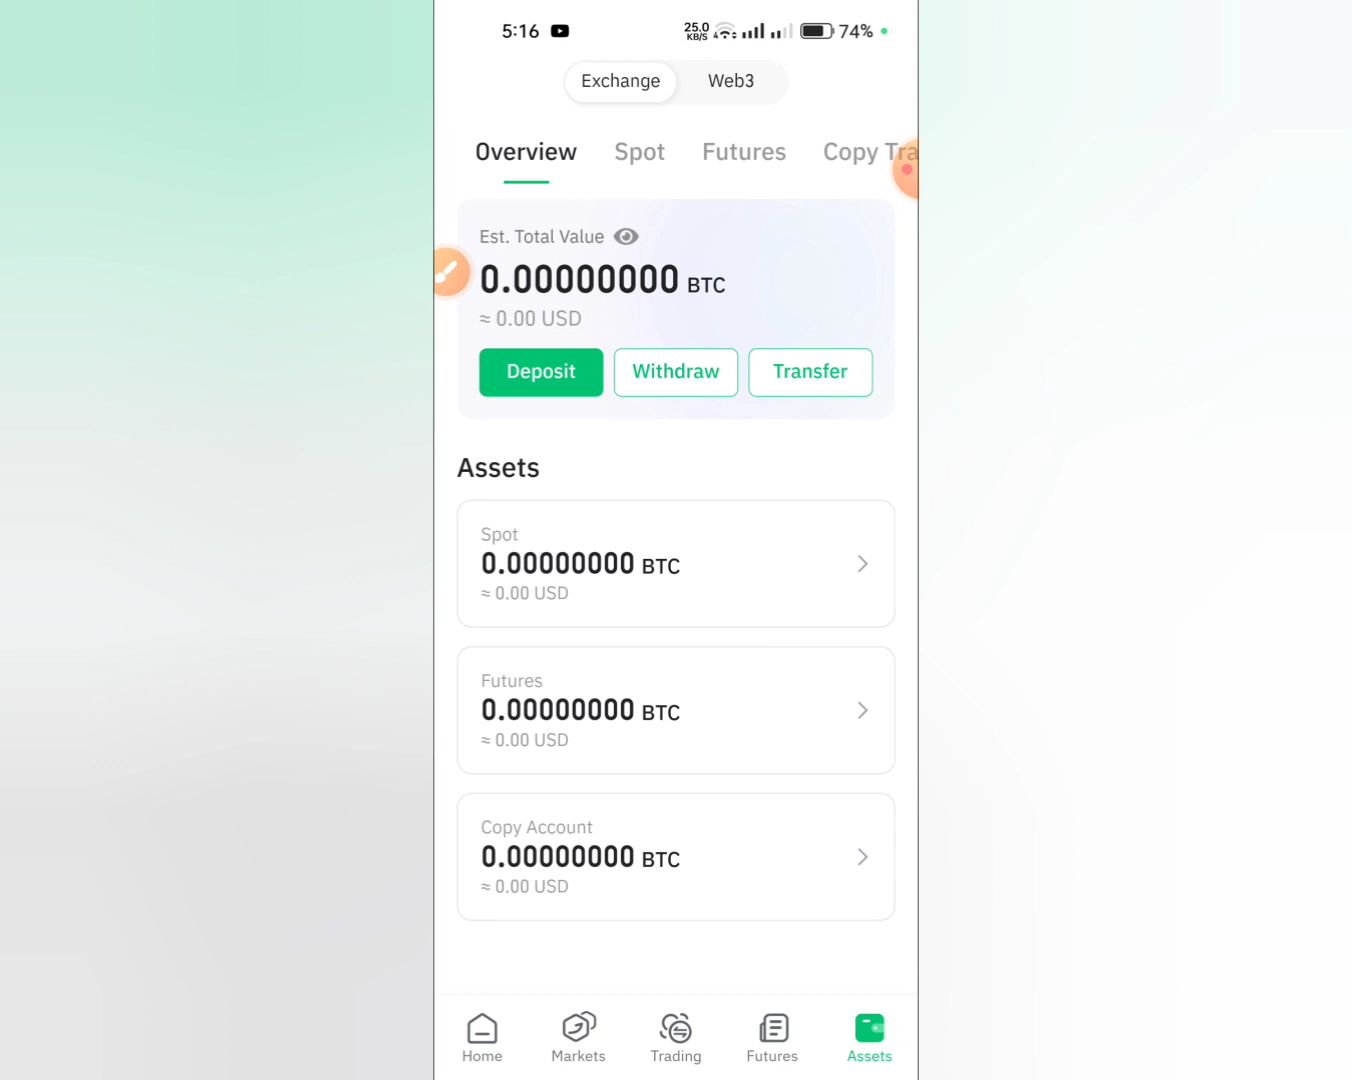 5:16 25.0 KB/S 74%
Exchange Web3
Overview Spot Futures Copy Tra
Est. Total Value
0.00000000 BTC
≈ 0.00 USD
Deposit Withdraw Transfer
Assets
Spot
0.00000000 BTC
≈ 0.00 USD
Futures
0.00000000 BTC
≈ 0.00 USD
Copy Account
0.00000000 BTC
≈ 0.00 USD
Home Markets Trading Futures Assets